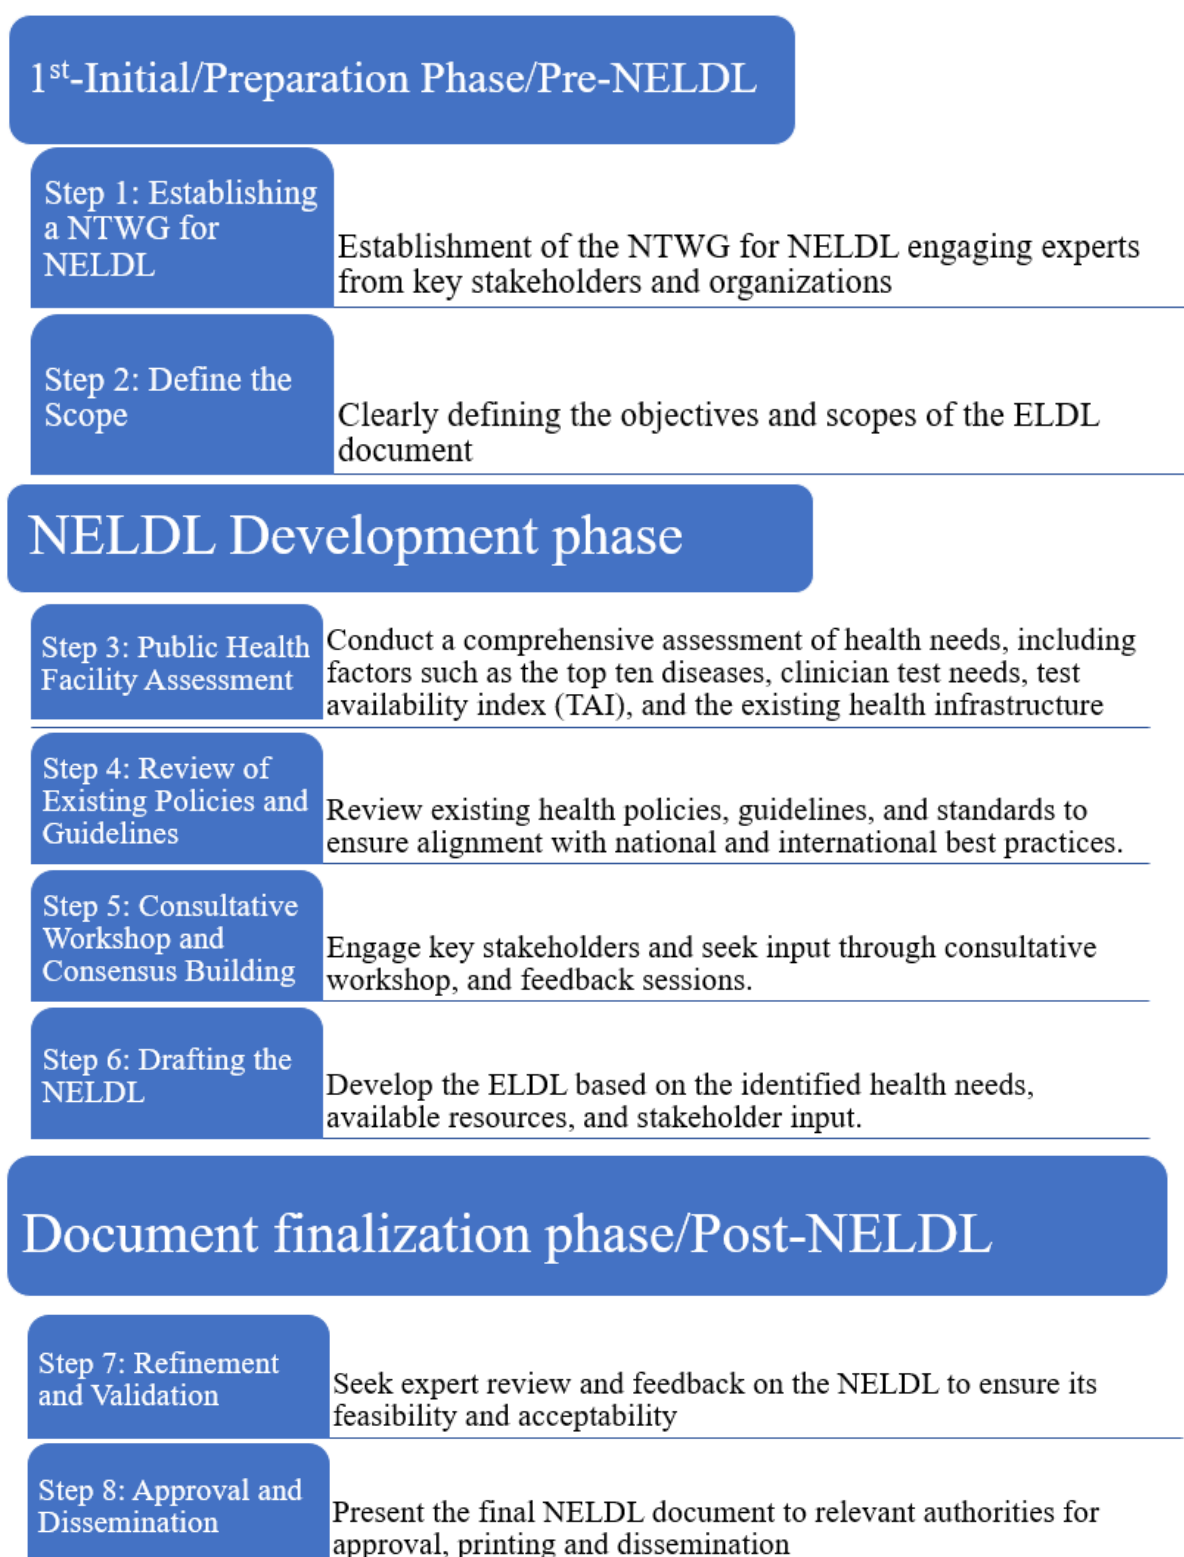 1st-Initial/Preparation Phase/Pre-NELDL
Step 1: Establishing
a NTWG for
NELDL
Establishment of the NTWG for NELDL engaging experts
from key stakeholders and organizations
Step 2: Define the
Scope
Clearly defining the objectives and scopes of the ELDL
document
NELDL Development phase
Step 3: Public Health
Facility Assessment
Conduct a comprehensive assessment of health needs, including
factors such as the top ten diseases, clinician test needs, test
availability index (TAI), and the existing health infrastructure
Step 4: Review of
Existing Policies and
Guidelines
Review existing health policies, guidelines, and standards to
ensure alignment with national and international best practices.
Step 5: Consultative
Workshop and
Consensus Building
Engage key stakeholders and seek input through consultative
workshop, and feedback sessions.
Step 6: Drafting the
NELDL
Develop the ELDL based on the identified health needs,
available resources, and stakeholder input.
Document finalization phase/Post-NELDL
Step 7: Refinement
and Validation
Seek expert review and feedback on the NELDL to ensure its
feasibility and acceptability
Step 8: Approval and
Dissemination
Present the final NELDL document to relevant authorities for
approval, printing and dissemination